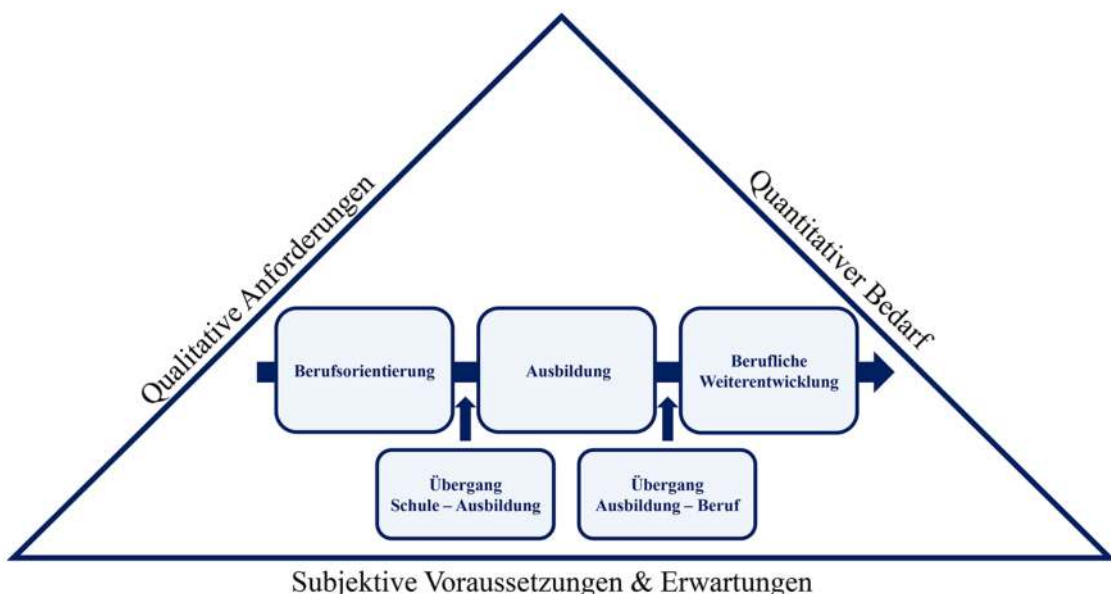 Qualitative Anforderungen
Quantitativer Bedarf
Berufsorientierung
Ausbildung
Berufliche
Weiterentwicklung
Übergang
Schule – Ausbildung
Übergang
Ausbildung – Beruf
Subjektive Voraussetzungen & Erwartungen